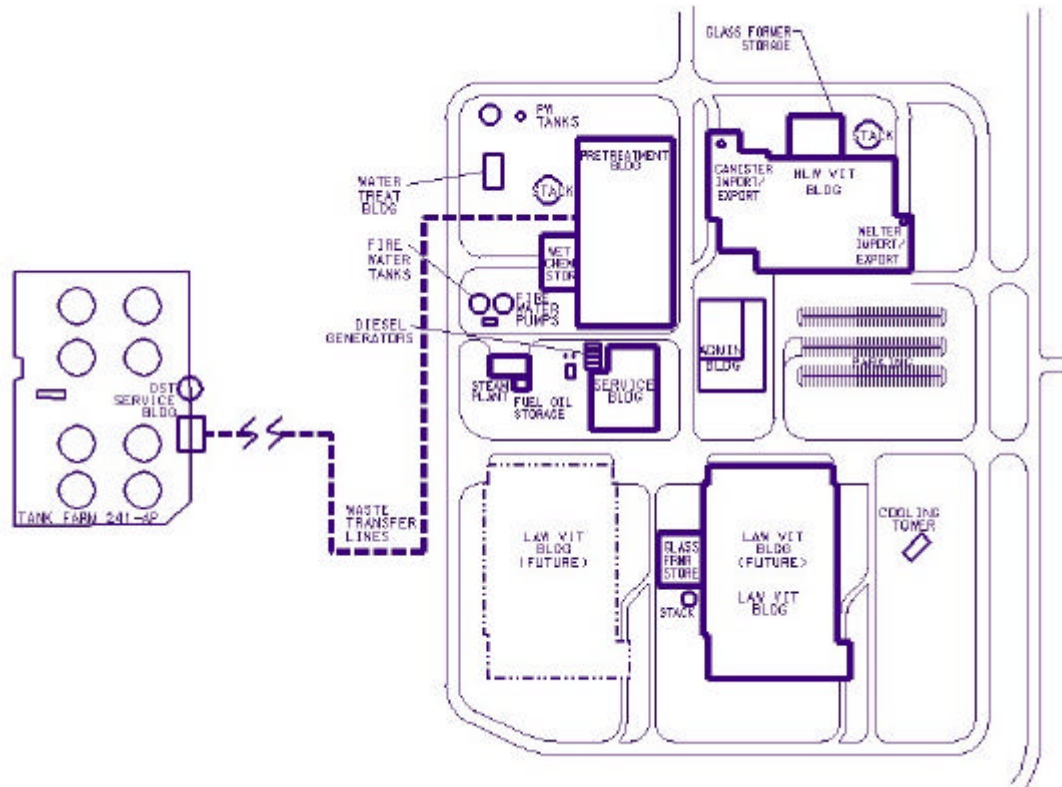 GLASS FORMER
STORAGE
PW
TANKS
STACK
PRETREATMENT
BLDG
CANISTER
IMPORT/
EXPORT
HLW VIT
BLDG
WATER
TREAT
BLDG
STACK
MELTER
IMPORT/
EXPORT
FIRE
WATER
TANKS
WET
CHEM
STOR
FIRE
WATER
PUMPS
DIESEL
GENERATORS
ADMIN
BLDG
PARKING
DST
SERVICE
BLDG
STEAM
PLANT
FUEL OIL
STORAGE
SERVICE
BLDG
TANK FARM 241-AP
WASTE
TRANSFER
LINES
LAW VIT
BLDG
(FUTURE)
GLASS
FRMR
STORE
STACK
LAW VIT
BLDG
(FUTURE)
LAW VIT
BLDG
COOLING
TOWER